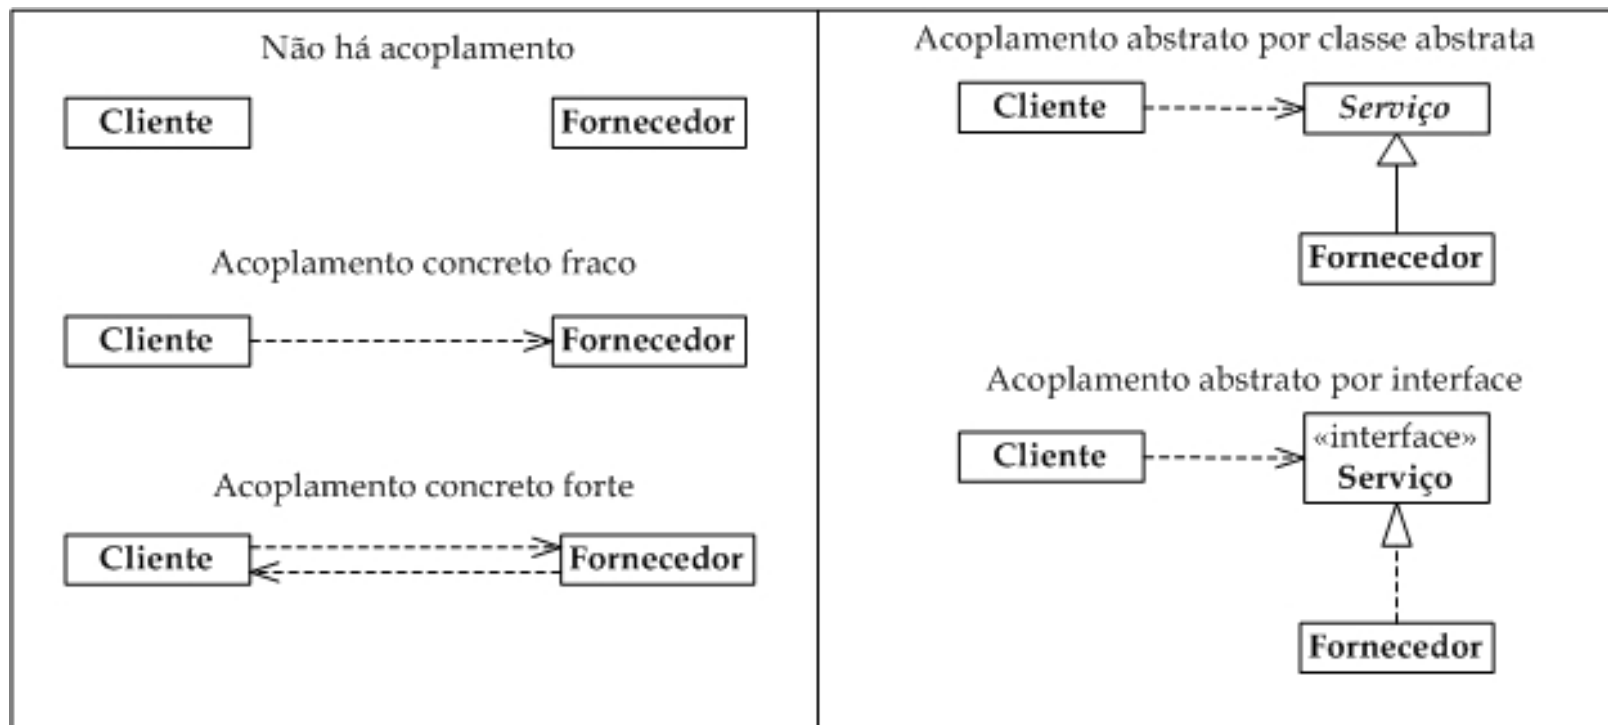 Não há acoplamento
Cliente
Fornecedor
Acoplamento concreto fraco
Cliente
Fornecedor
Acoplamento concreto forte
Cliente
Fornecedor
Acoplamento abstrato por classe abstrata
Cliente
Serviço
Fornecedor
Acoplamento abstrato por interface
Cliente
«interface»
Serviço
Fornecedor